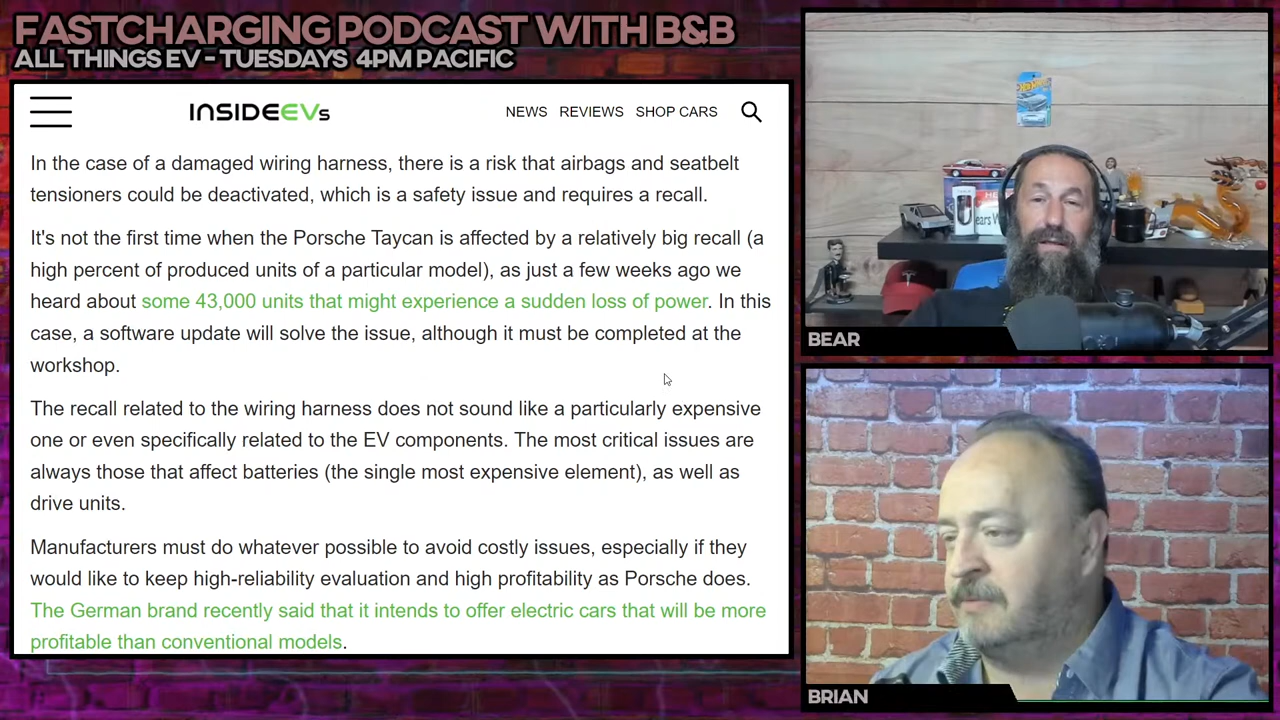 FASTCHARGING PODCAST WITH B&B
ALL THINGS EV - TUESDAYS 4PM PACIFIC
INSIDEEVs
NEWS REVIEWS SHOP CARS
In the case of a damaged wiring harness, there is a risk that airbags and seatbelt
tensioners could be deactivated, which is a safety issue and requires a recall.
It's not the first time when the Porsche Taycan is affected by a relatively big recall (a
high percent of produced units of a particular model), as just a few weeks ago we
heard about some 43,000 units that might experience a sudden loss of power. In this
case, a software update will solve the issue, although it must be completed at the
workshop.
The recall related to the wiring harness does not sound like a particularly expensive
one or even specifically related to the EV components. The most critical issues are
always those that affect batteries (the single most expensive element), as well as
drive units.
Manufacturers must do whatever possible to avoid costly issues, especially if they
would like to keep high-reliability evaluation and high profitability as Porsche does.
The German brand recently said that it intends to offer electric cars that will be more
profitable than conventional models.
BEAR
BRIAN